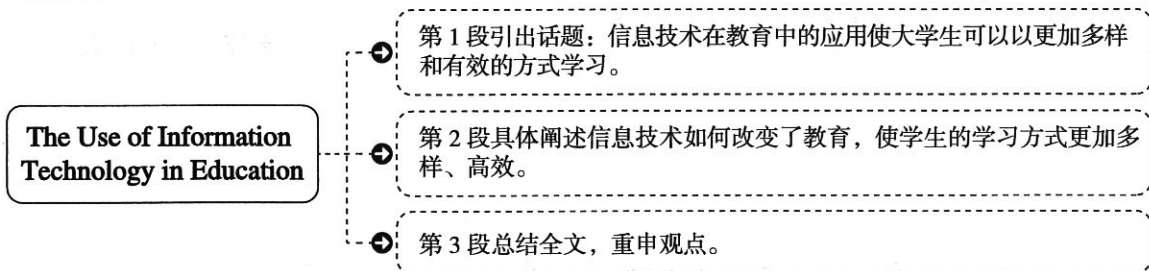 The Use of Information
Technology in Education
第1段引出话题：信息技术在教育中的应用使大学生可以以更加多样
和有效的方式学习。
第2段具体阐述信息技术如何改变了教育，使学生的学习方式更加多
样、高效。
第3段总结全文，重申观点。